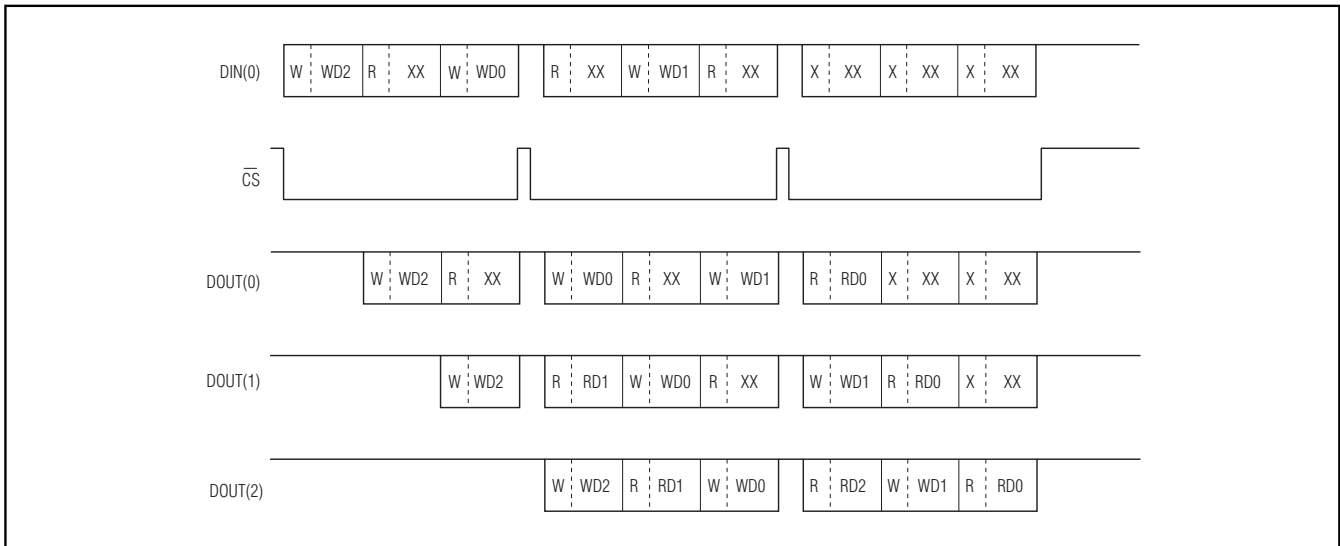 DIN(0) W WD2 R XX W WD0 R XX W WD1 R XX X XX X XX X XX
C̅S̅
DOUT(0) W WD2 R XX W WD0 R XX W WD1 R RD0 X XX X XX
DOUT(1) W WD2 R RD1 W WD0 R XX W WD1 R RD0 X XX
DOUT(2) W WD2 R RD1 W WD0 R RD2 W WD1 R RD0